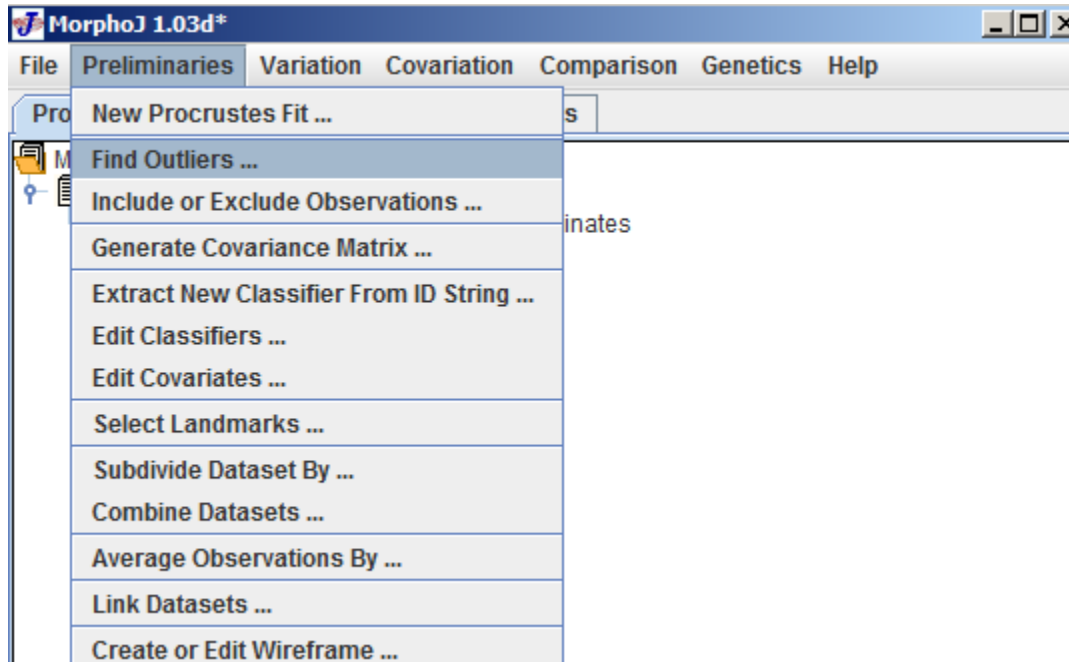 MorphoJ 1.03d*
File Preliminaries Variation Covariation Comparison Genetics Help
Pro New Procrustes Fit ... s
M Find Outliers ...
Include or Exclude Observations ...
inates
Generate Covariance Matrix ...
Extract New Classifier From ID String ...
Edit Classifiers ...
Edit Covariates ...
Select Landmarks ...
Subdivide Dataset By ...
Combine Datasets ...
Average Observations By ...
Link Datasets ...
Create or Edit Wireframe ...